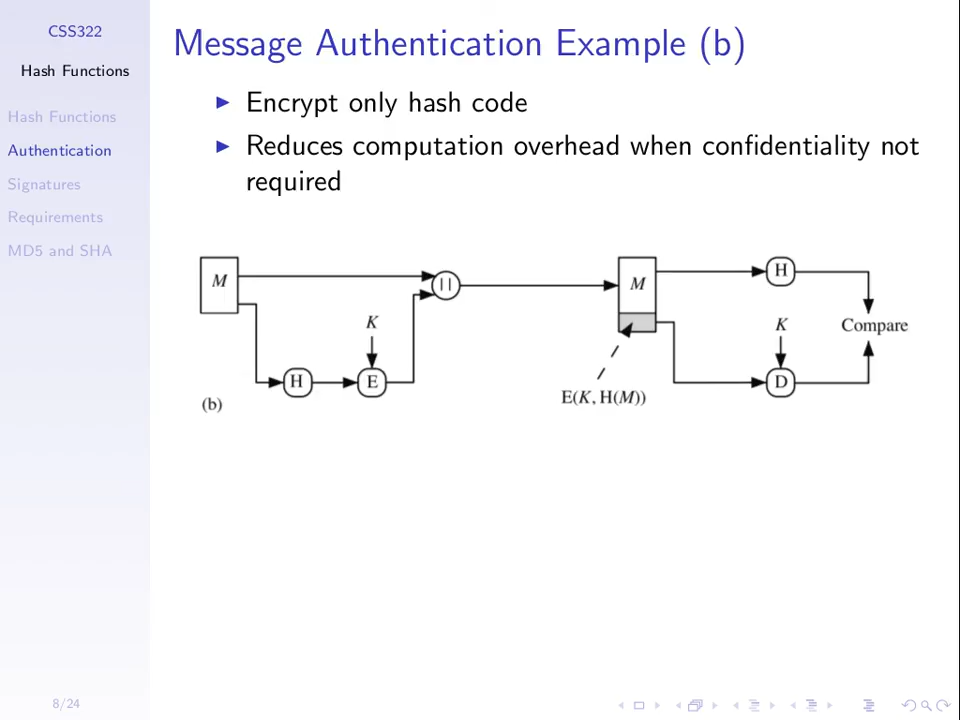 CSS322
Hash Functions
Hash Functions
Authentication
Signatures
Requirements
MD5 and SHA
8/24
Message Authentication Example (b)
Encrypt only hash code
Reduces computation overhead when confidentiality not
required
M
||
M
H
K
K
Compare
H
E
D
E(K, H(M))
(b)